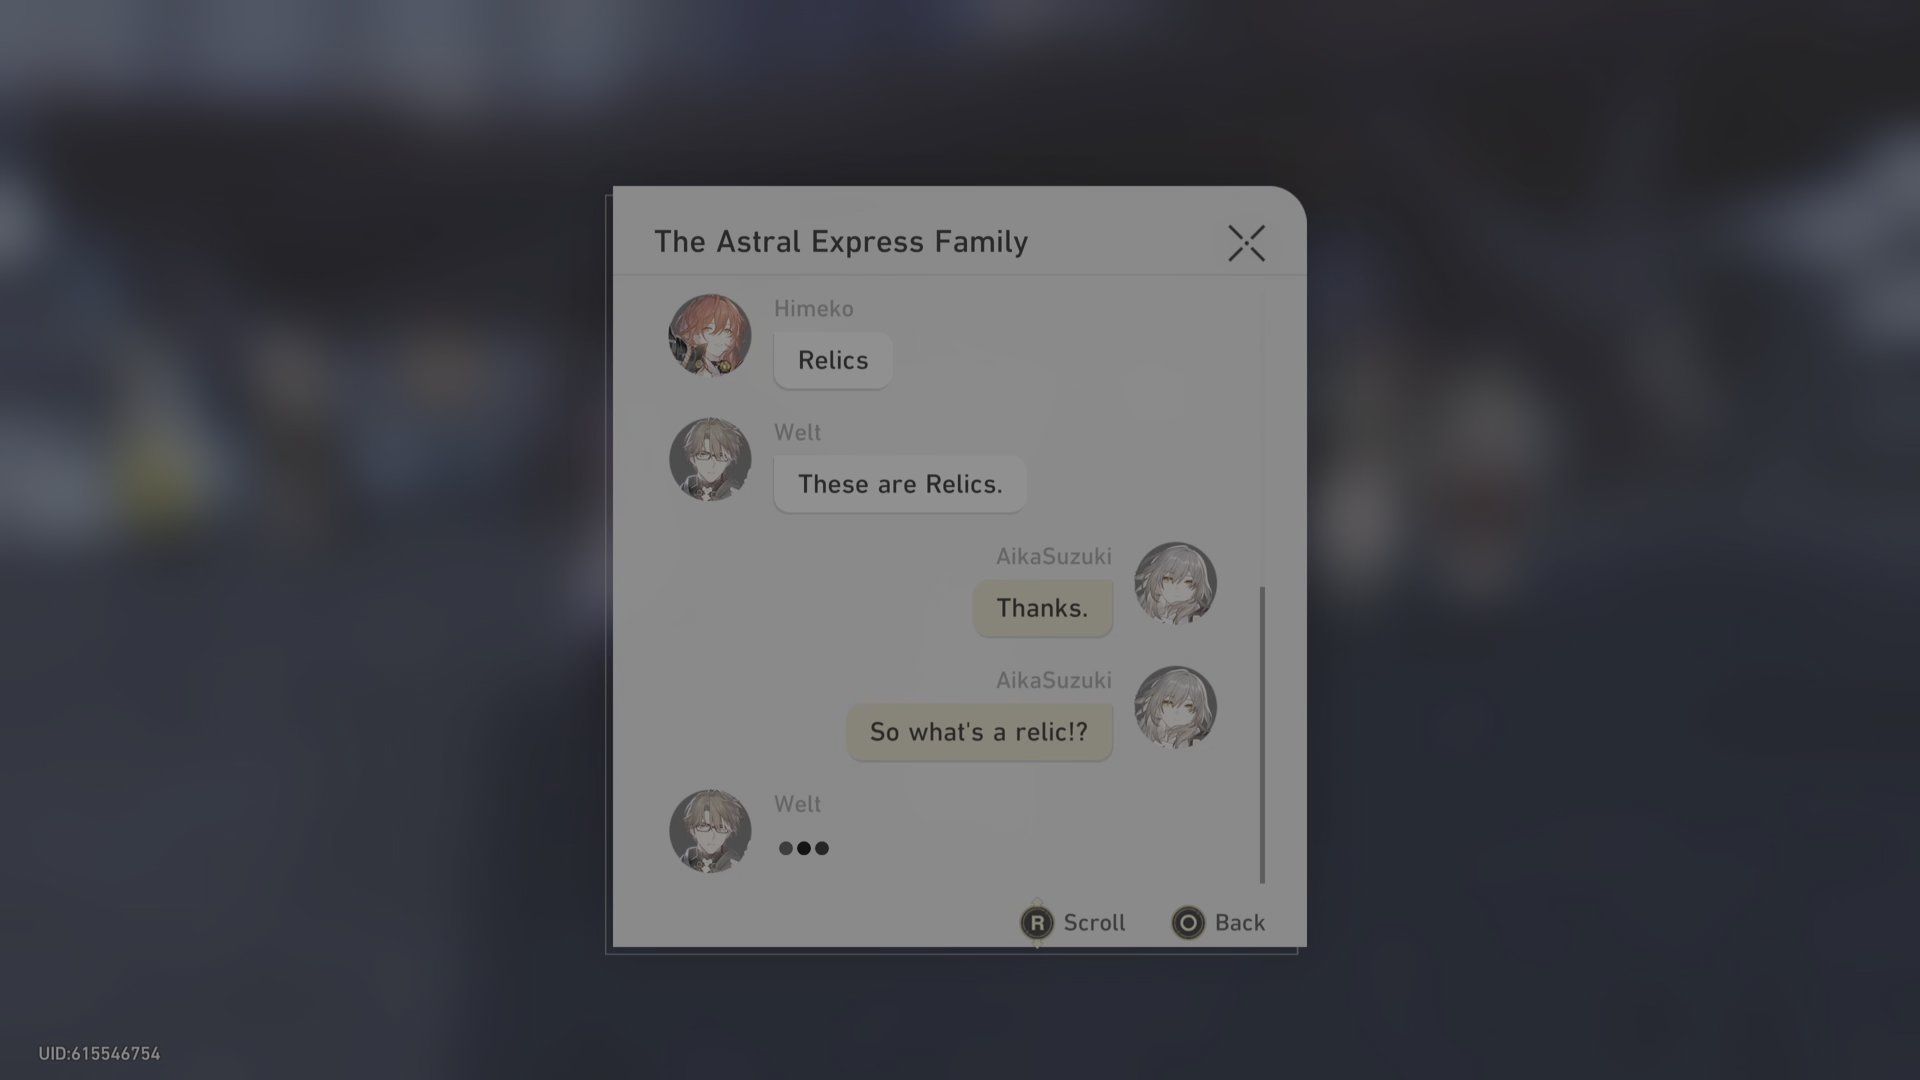 The Astral Express Family
Himeko
Relics
Welt
These are Relics.
AikaSuzuki
Thanks.
AikaSuzuki
So what's a relic!?
Welt
R Scroll
Back
UID:615546754